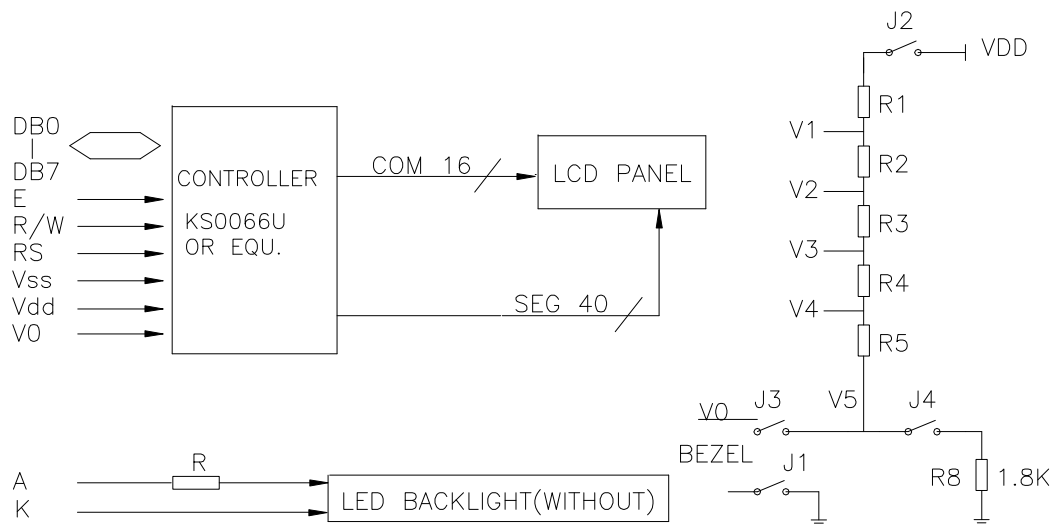 DB0
DB7
E
R/W
RS
Vss
Vdd
V0
CONTROLLER
KS0066U
OR EQU.
COM 16
LCD PANEL
SEG 40
A
K
R
LED BACKLIGHT(WITHOUT)
J2
VDD
R1
V1
R2
V2
R3
V3
R4
V4
R5
V0
J3
V5
J4
BEZEL
J1
R8
1.8K